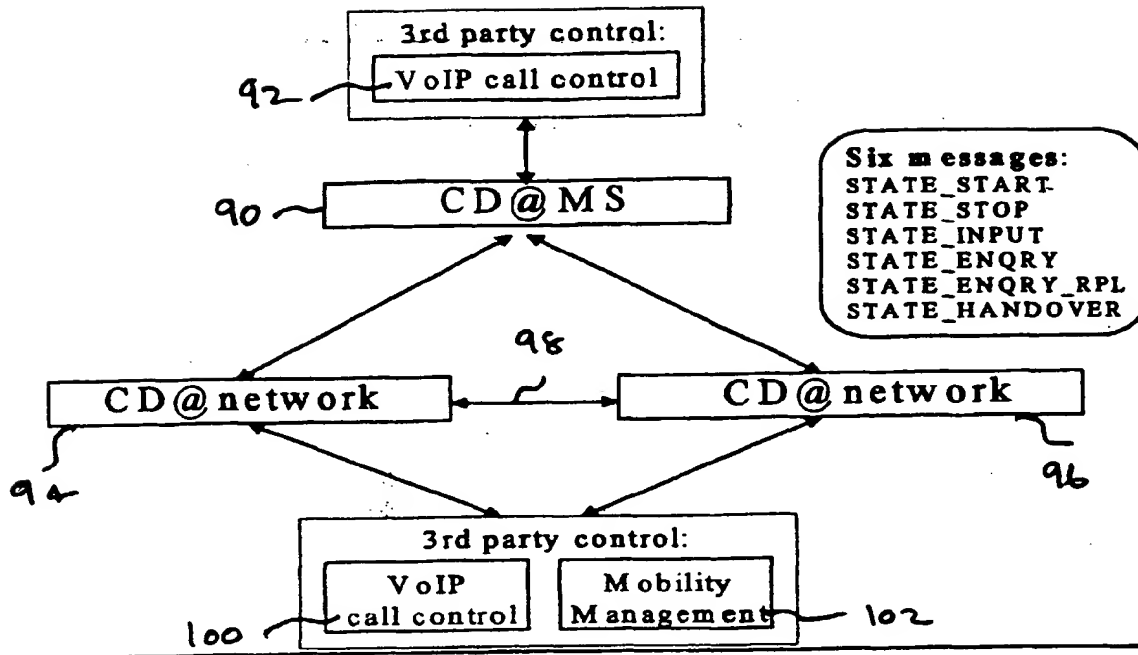 3rd party control:
92
VoIP call control
90
CD@MS
Six messages:
STATE_START
STATE_STOP
STATE_INPUT
STATE_ENQRY
STATE_ENQRY_RPL
STATE_HANDOVER
98
CD@network
CD@network
94
96
3rd party control:
VoIP
call control
Mobility
Management
100
102